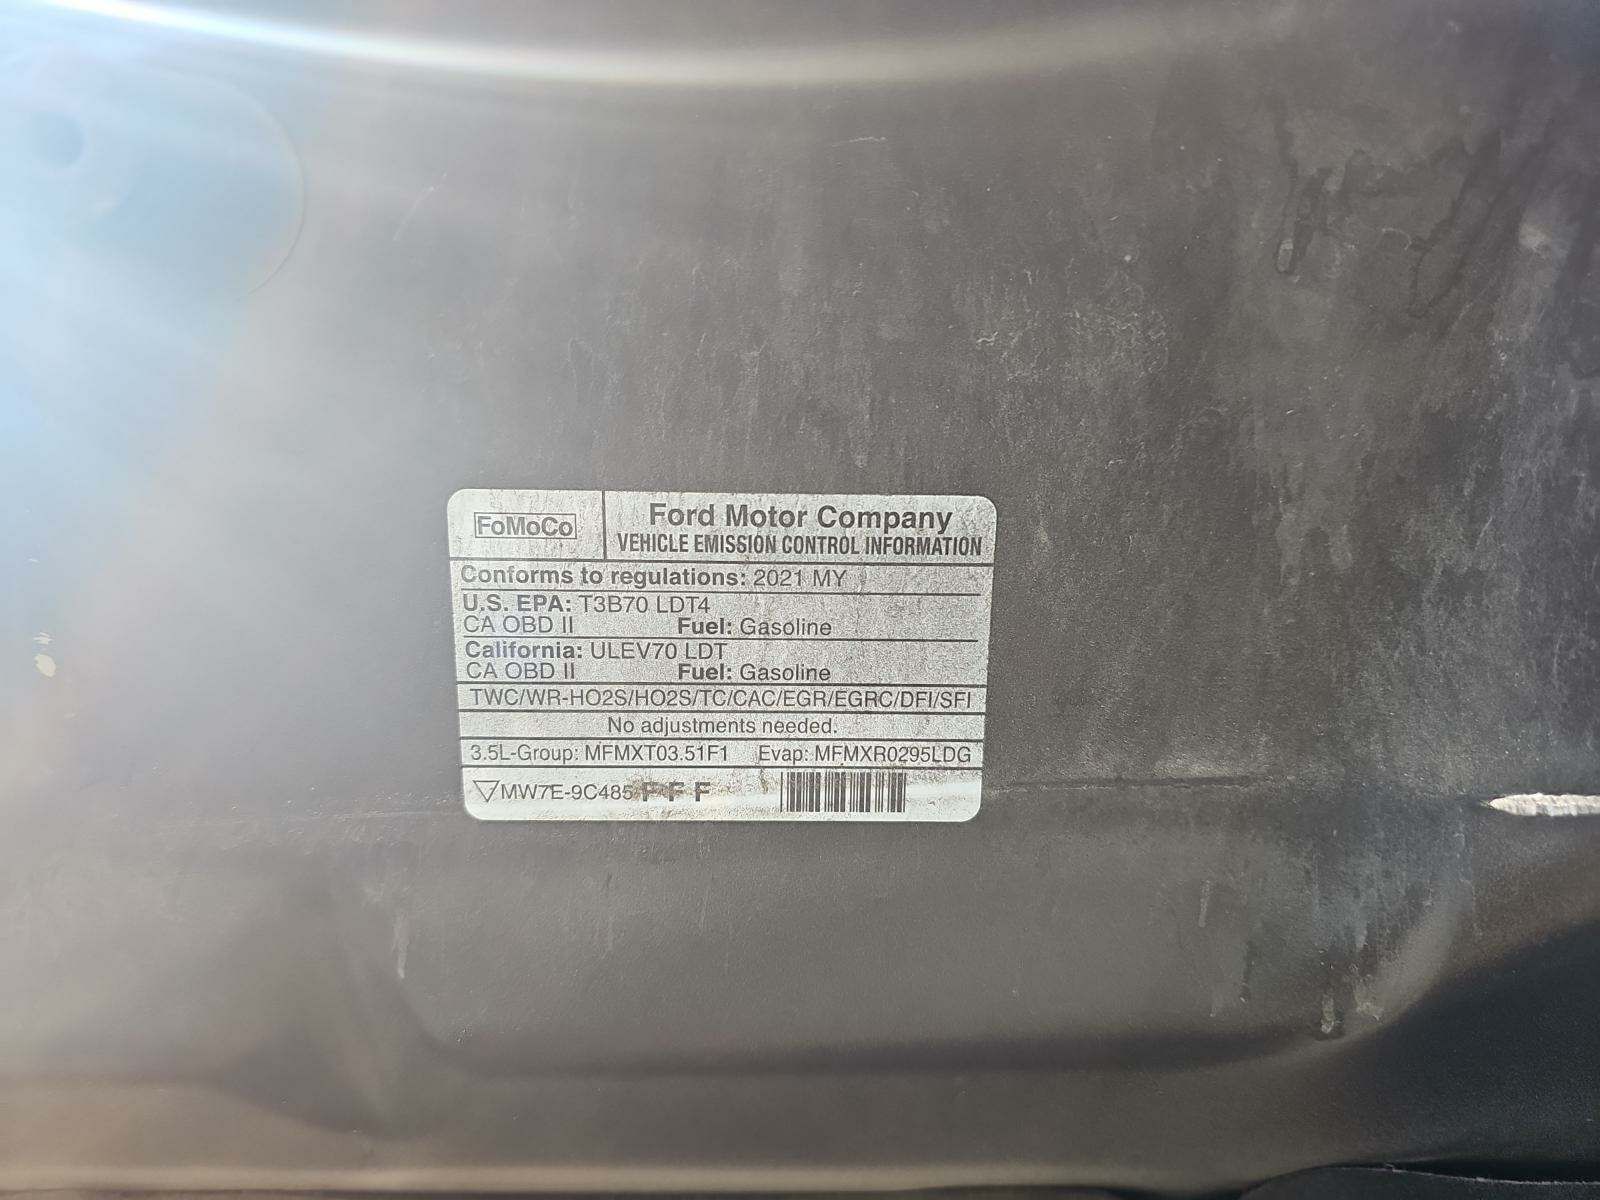 FoMoCo
Ford Motor Company
VEHICLE EMISSION CONTROL INFORMATION
Conforms to regulations: 2021 MY
U.S. EPA: T3B70 LDT4
CA OBD II Fuel: Gasoline
California: ULEV70 LDT
CA OBD II Fuel: Gasoline
TWC/WR-HO2S/HO2S/TC/CAC/EGR/EGRC/DFI/SFI
No adjustments needed.
3.5L-Group: MFMXT03.51F1 Evap: MFMXR0295LDG
MW7E-9C485 F F F